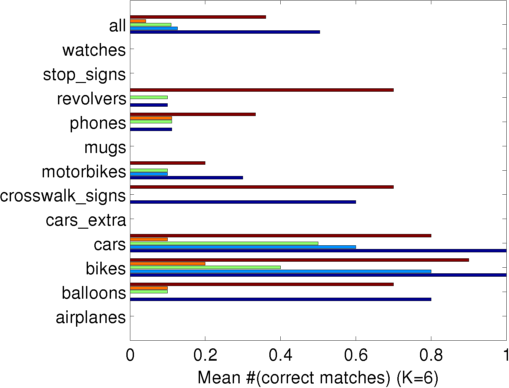 all
watches
stop_signs
revolvers
phones
mugs
motorbikes
crosswalk_signs
cars_extra
cars
bikes
balloons
airplanes
0 0.2 0.4 0.6 0.8 1
Mean #(correct matches) (K=6)